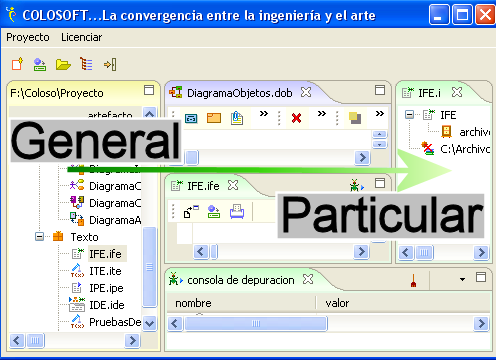 COLOSOFT...La convergencia entre la ingeniería y el arte
Proyecto Licenciar
F:\Coloso\Proyecto
DiagramaObjetos.dob
IFE.i
artefacto
General
IFE
archivo
C:\Archivo
DiagramaC
DiagramaC
DiagramaA
IFE.ife
Particular
Texto
IFE.ife
ITE.ite
IPE.ipe
IDE.ide
PruebasDe
consola de depuracion
nombre valor